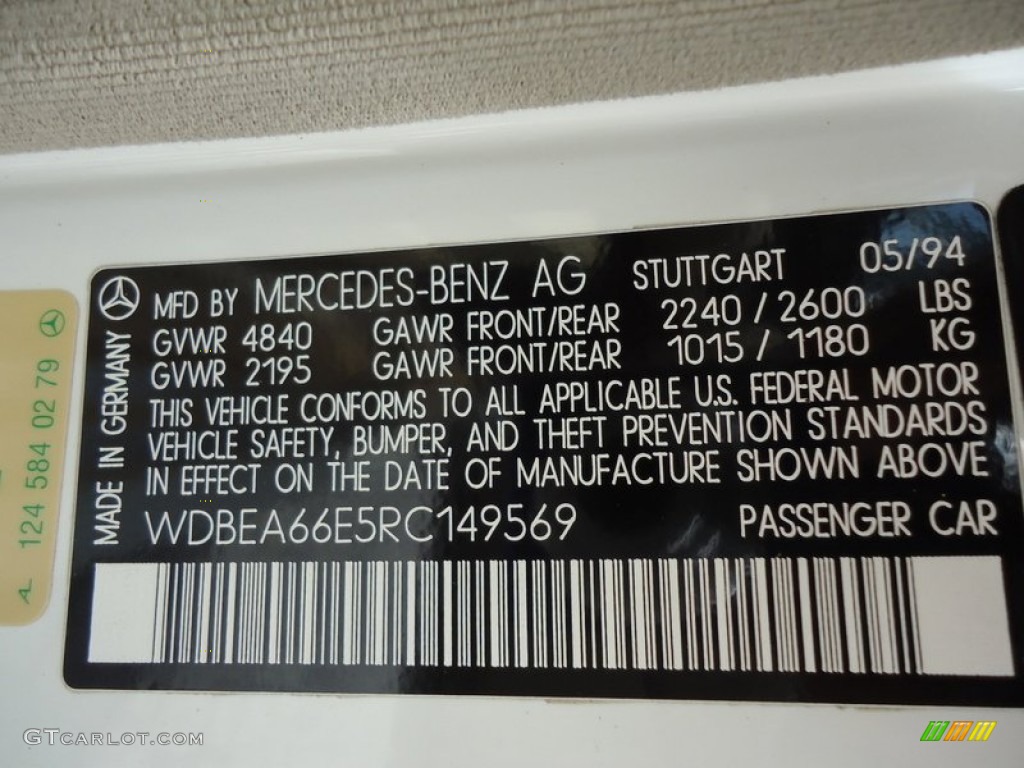 MFD BY MERCEDES-BENZ AG STUTTGART 05/94
GVWR 4840 GAWR FRONT/REAR 2240 / 2600 LBS
GVWR 2195 GAWR FRONT/REAR 1015 / 1180 KG
THIS VEHICLE CONFORMS TO ALL APPLICABLE U.S. FEDERAL MOTOR
VEHICLE SAFETY, BUMPER, AND THEFT PREVENTION STANDARDS
IN EFFECT ON THE DATE OF MANUFACTURE SHOWN ABOVE
WDBEA66E5RC149569 PASSENGER CAR
MADE IN GERMANY
124 584 02 79
GTCARLOT.COM